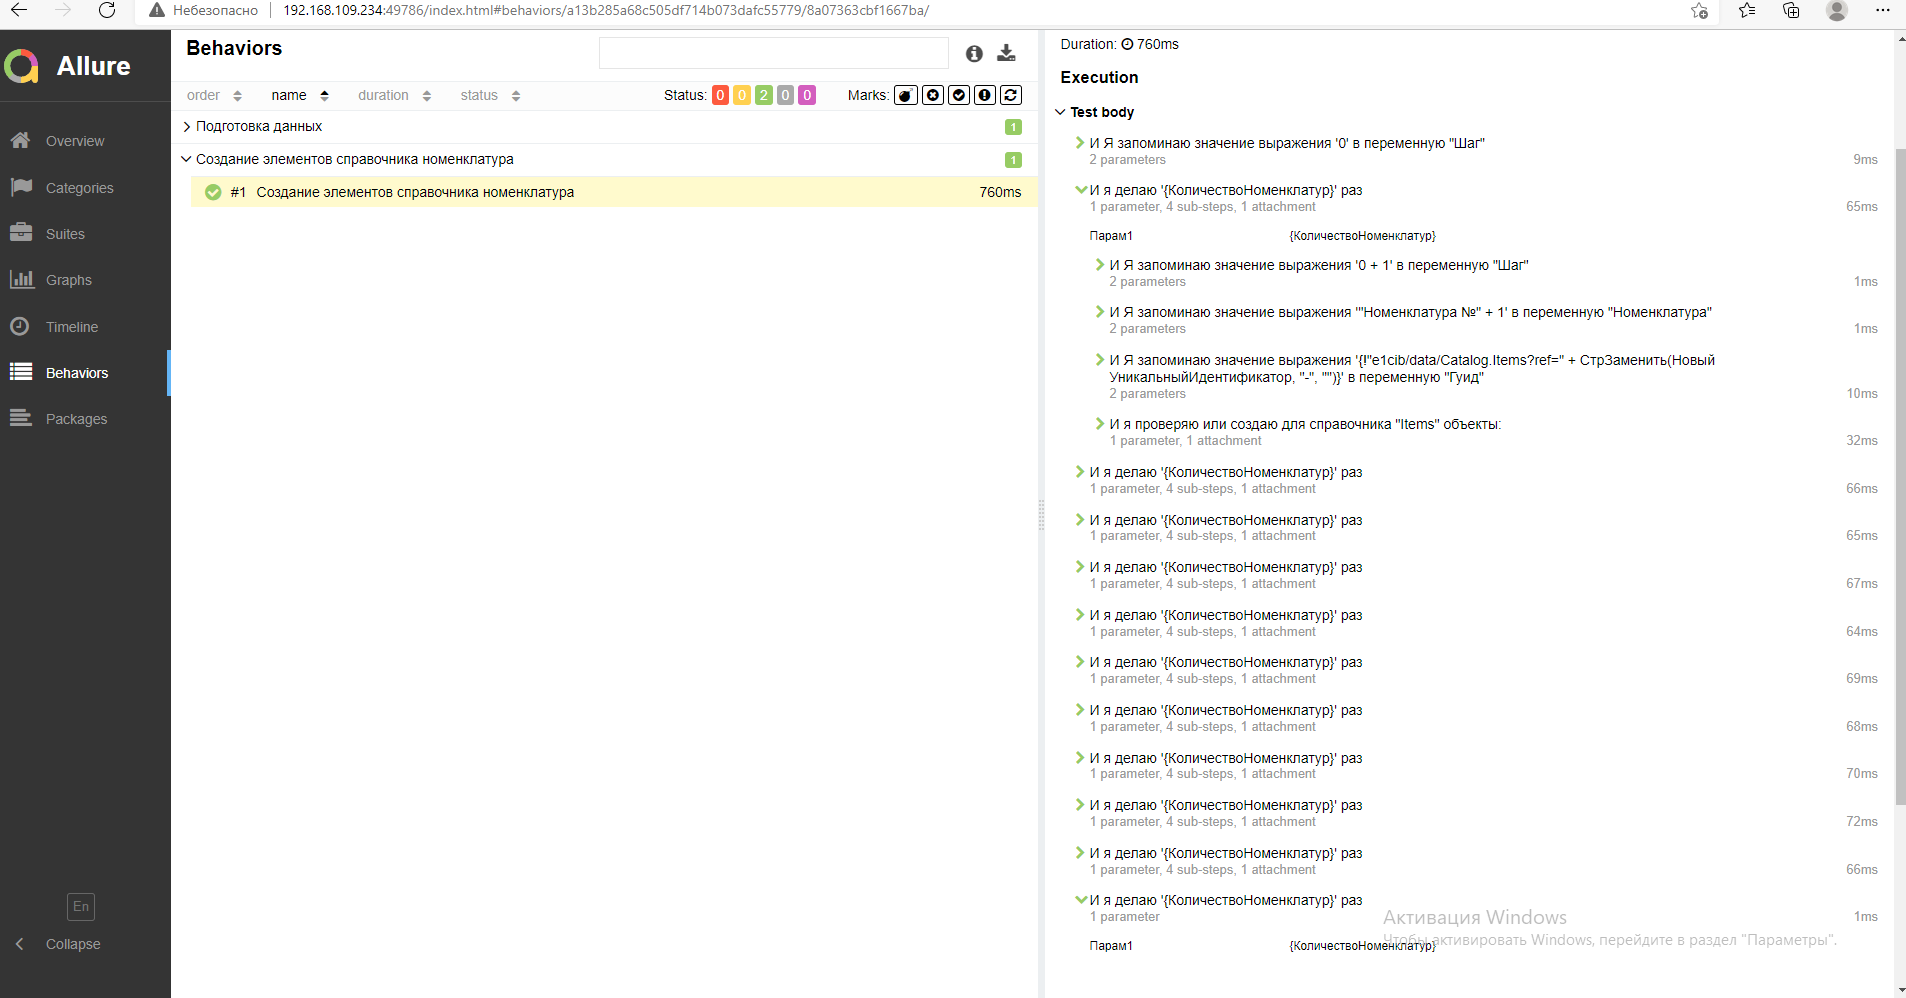 Небезопасно
192.168.109.234:49786/index.html#behaviors/a13b285a68c505df714b073dafc55779/8a07363cbf1667ba/
Allure
Overview
Categories
Suites
Graphs
Timeline
Behaviors
Packages
En
Collapse
Behaviors
order name duration status Status: 0 0 2 0 0 Marks:
Подготовка данных 1
Создание элементов справочника номенклатура 1
#1 Создание элементов справочника номенклатура 760ms
Duration: 760ms
Execution
Test body
И Я запоминаю значение выражения '0' в переменную "Шаг"
2 parameters 9ms
И я делаю '{КоличествоНоменклатур}' раз
1 parameter, 4 sub-steps, 1 attachment 65ms
Парам1 {КоличествоНоменклатур}
И Я запоминаю значение выражения '0 + 1' в переменную "Шаг"
2 parameters 1ms
И Я запоминаю значение выражения '"Номенклатура №" + 1' в переменную "Номенклатура"
2 parameters 1ms
И Я запоминаю значение выражения '{!"e1cib/data/Catalog.Items?ref=" + СтрЗаменить(Новый
УникальныйИдентификатор, "-", "")}' в переменную "Гуид"
2 parameters 10ms
И я проверяю или создаю для справочника "Items" объекты:
1 parameter, 1 attachment 32ms
И я делаю '{КоличествоНоменклатур}' раз
1 parameter, 4 sub-steps, 1 attachment 66ms
И я делаю '{КоличествоНоменклатур}' раз
1 parameter, 4 sub-steps, 1 attachment 65ms
И я делаю '{КоличествоНоменклатур}' раз
1 parameter, 4 sub-steps, 1 attachment 67ms
И я делаю '{КоличествоНоменклатур}' раз
1 parameter, 4 sub-steps, 1 attachment 64ms
И я делаю '{КоличествоНоменклатур}' раз
1 parameter, 4 sub-steps, 1 attachment 69ms
И я делаю '{КоличествоНоменклатур}' раз
1 parameter, 4 sub-steps, 1 attachment 68ms
И я делаю '{КоличествоНоменклатур}' раз
1 parameter, 4 sub-steps, 1 attachment 70ms
И я делаю '{КоличествоНоменклатур}' раз
1 parameter, 4 sub-steps, 1 attachment 72ms
И я делаю '{КоличествоНоменклатур}' раз
1 parameter, 4 sub-steps, 1 attachment 66ms
И я делаю '{КоличествоНоменклатур}' раз
1 parameter 1ms
Парам1 {КоличествоНоменклатур}
Активация Windows
Чтобы активировать Windows, перейдите в раздел "Параметры".